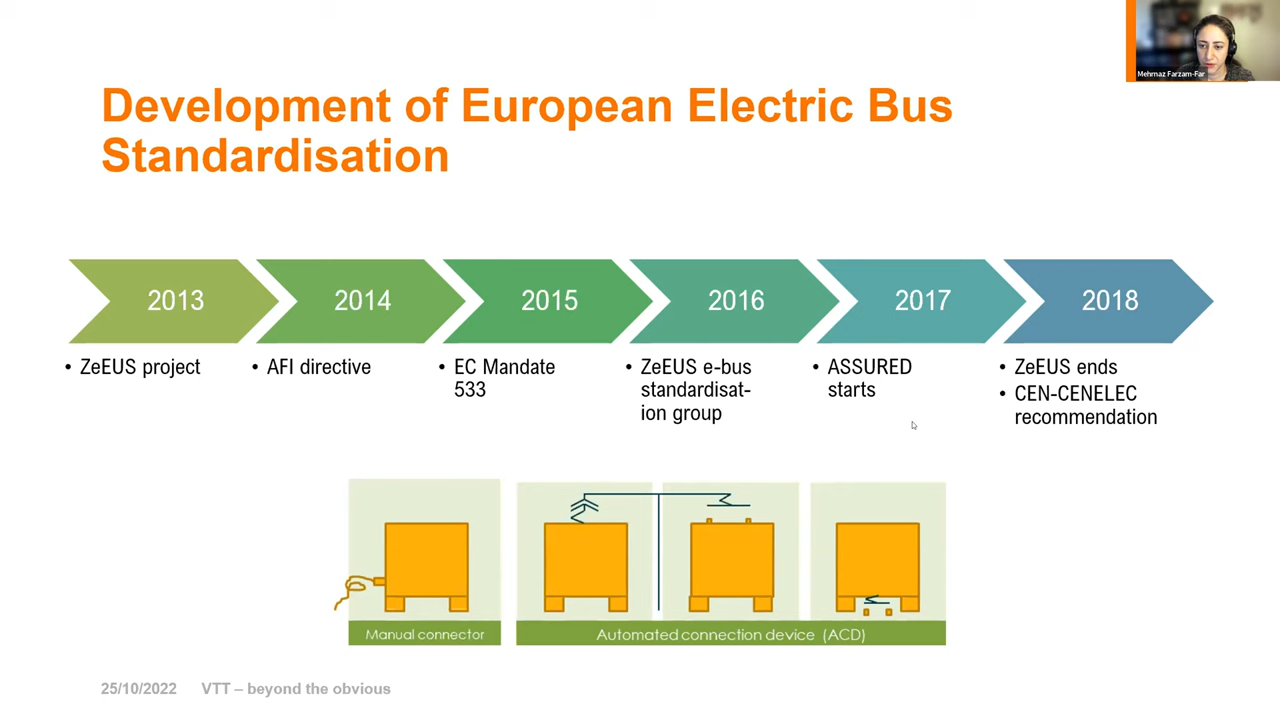 Mehrnaz Farzam-Far
Development of European Electric Bus
Standardisation
2013
2014
2015
2016
2017
2018
• ZeEUS project
• AFI directive
• EC Mandate
533
• ZeEUS e-bus
standardisat-
ion group
• ASSURED
starts
• ZeEUS ends
• CEN-CENELEC
recommendation
Manual connector
Automated connection device (ACD)
25/10/2022 VTT – beyond the obvious